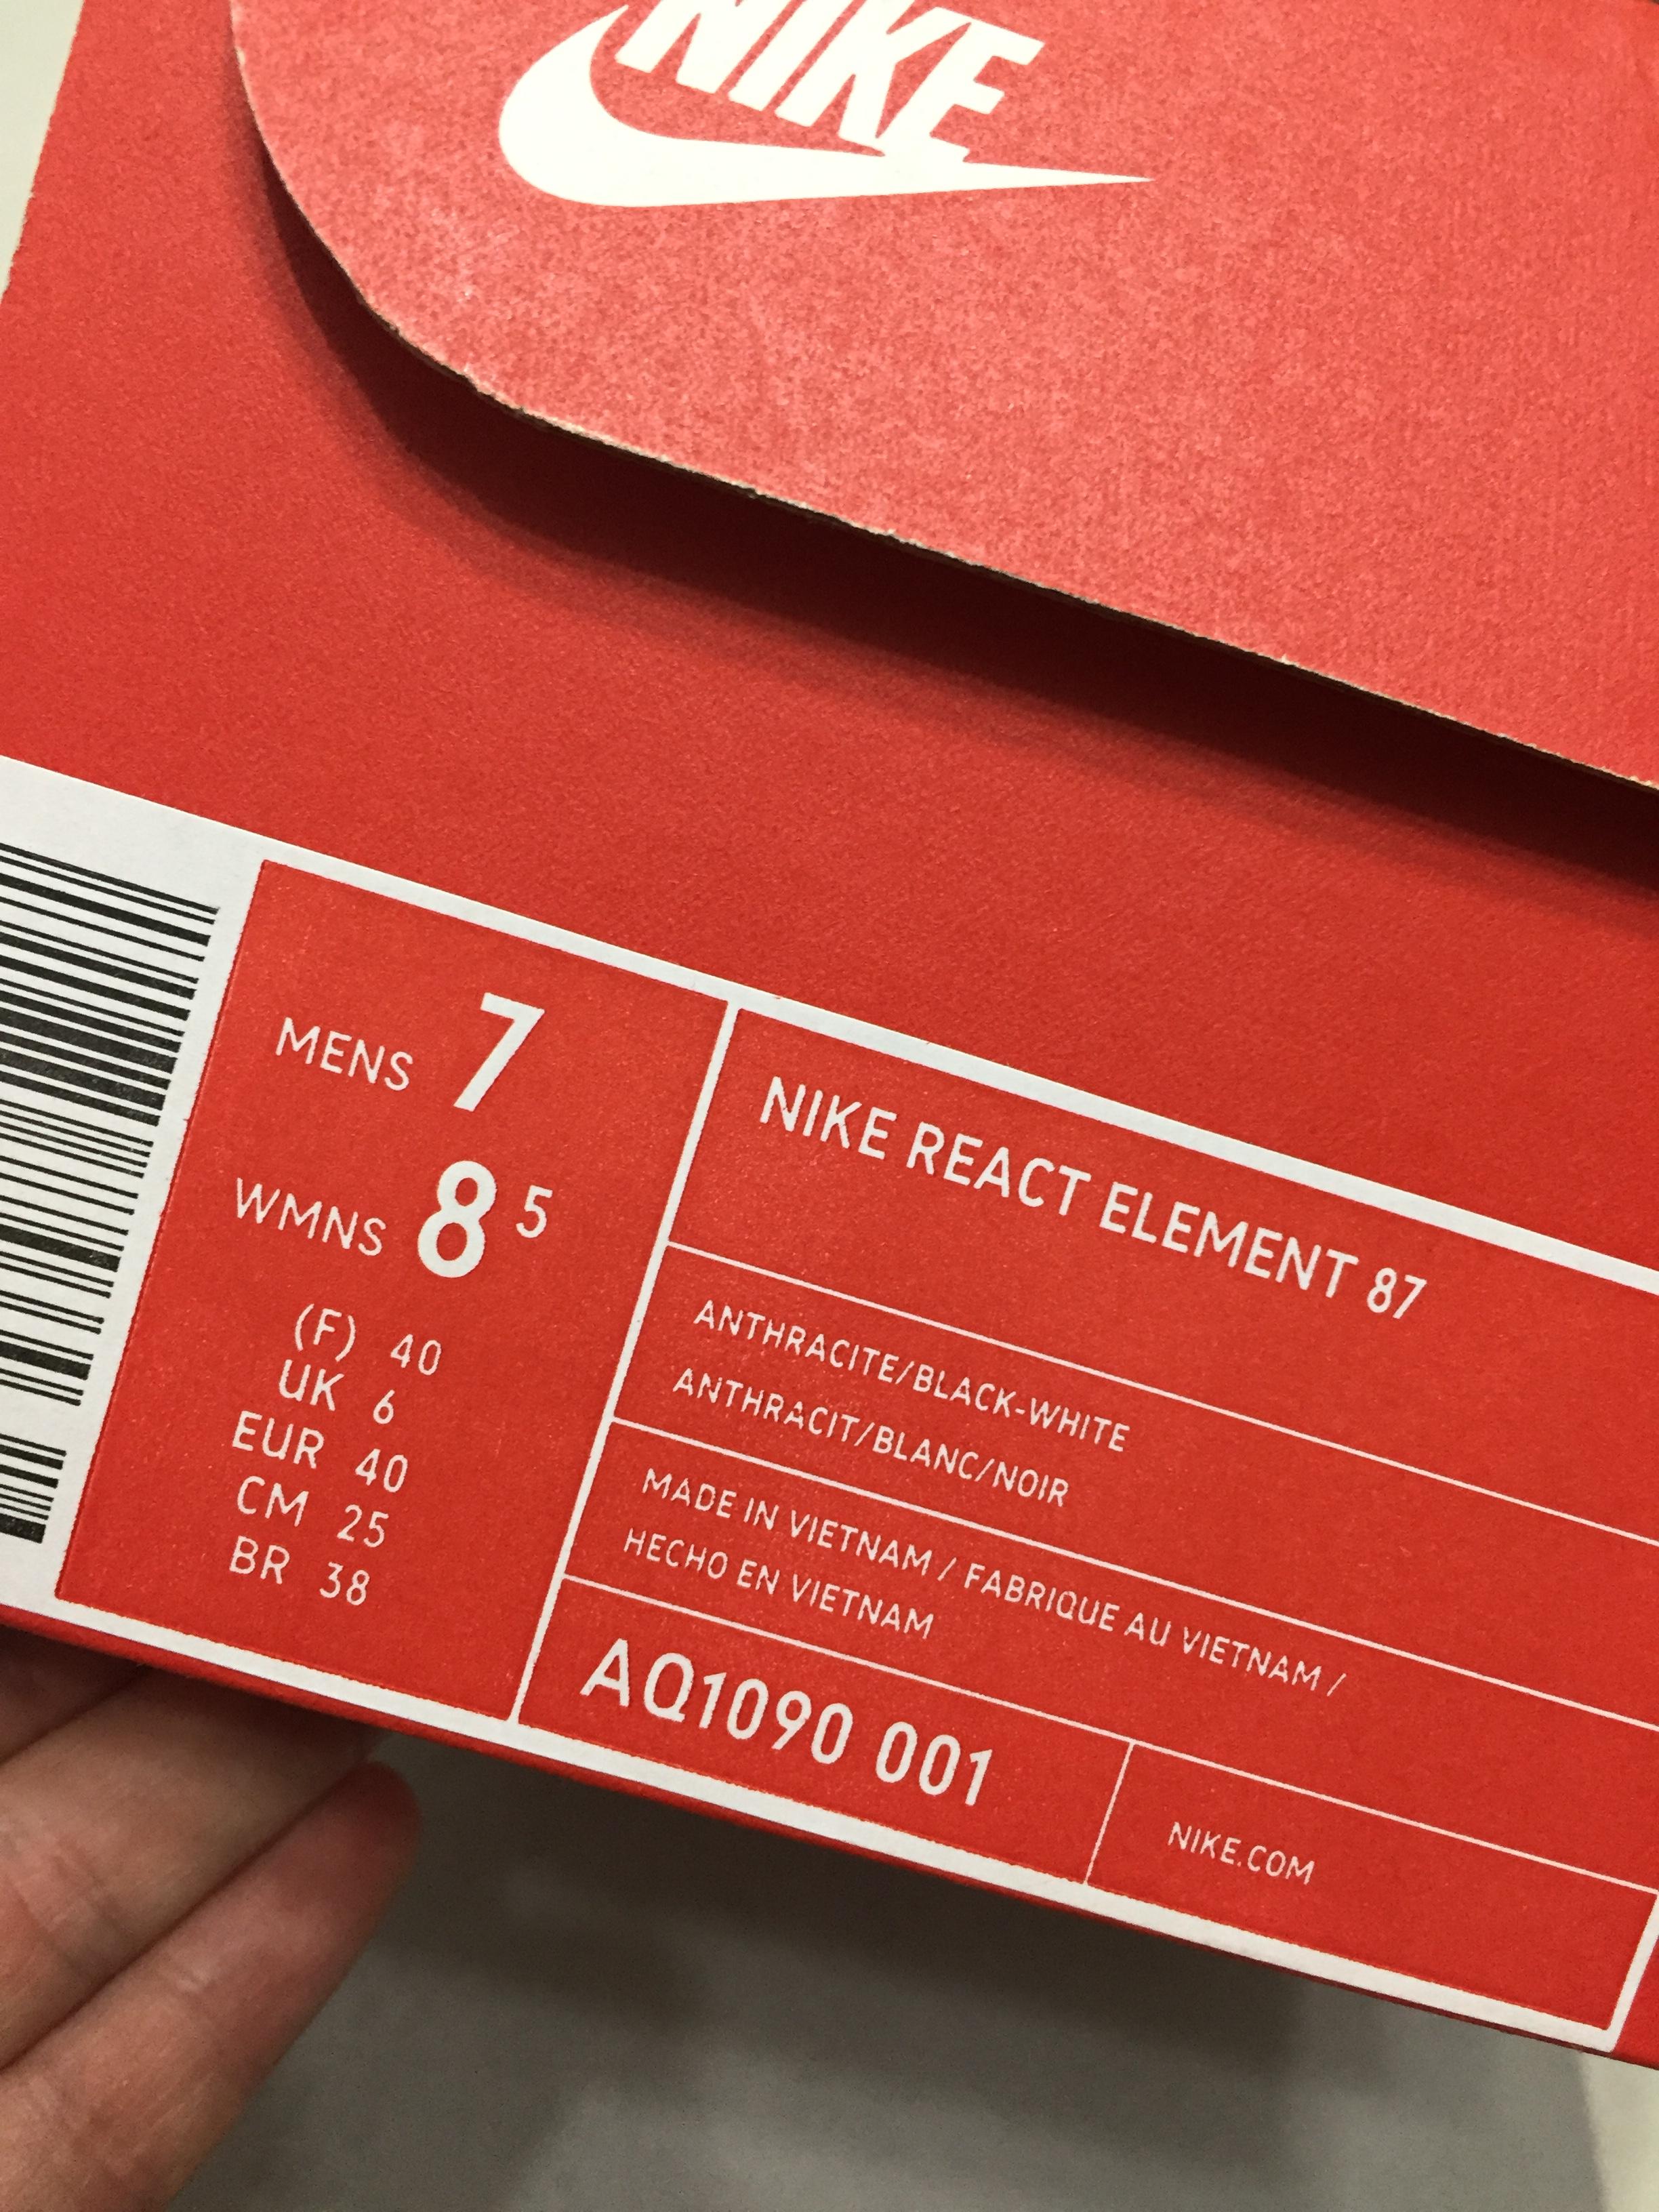 NIKE
MENS 7
WMNS 8 5
(F) 40
UK 6
EUR 40
CM 25
BR 38
NIKE REACT ELEMENT 87
ANTHRACITE/BLACK-WHITE
ANTHRACIT/BLANC/NOIR
MADE IN VIETNAM / FABRIQUE AU VIETNAM /
HECHO EN VIETNAM
AQ1090 001
NIKE.COM